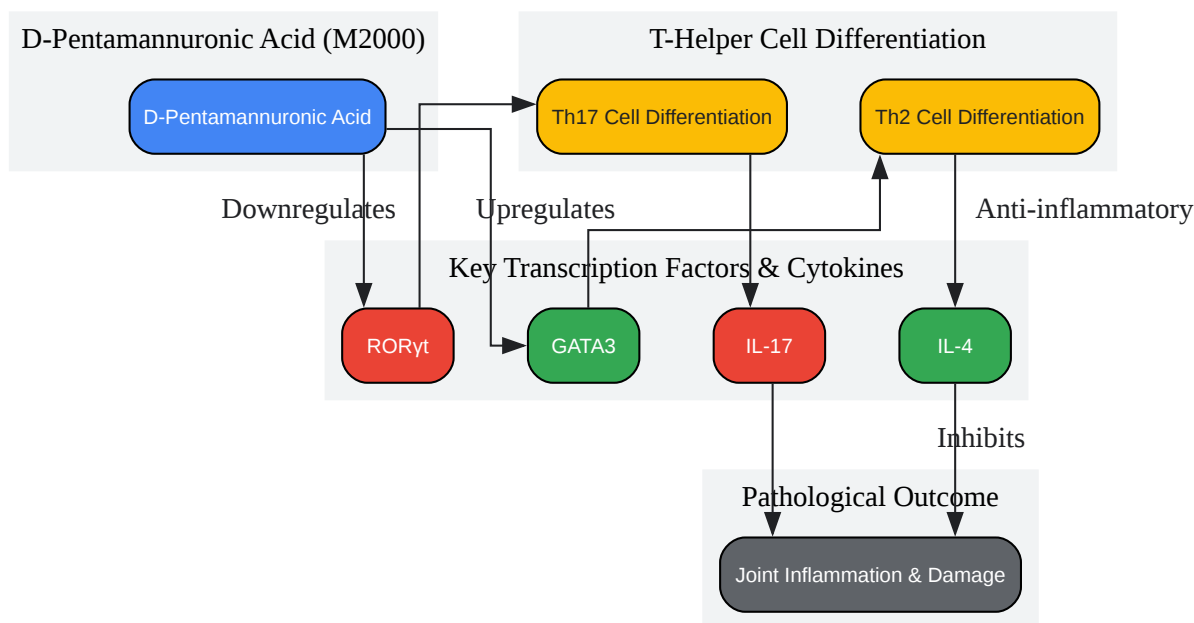 D-Pentamannuronic Acid (M2000)
T-Helper Cell Differentiation
D-Pentamannuronic Acid
Th17 Cell Differentiation
Th2 Cell Differentiation
Downregulates
Upregulates
Anti-inflammatory
Key Transcription Factors & Cytokines
RORγt
GATA3
IL-17
IL-4
Inhibits
Pathological Outcome
Joint Inflammation & Damage